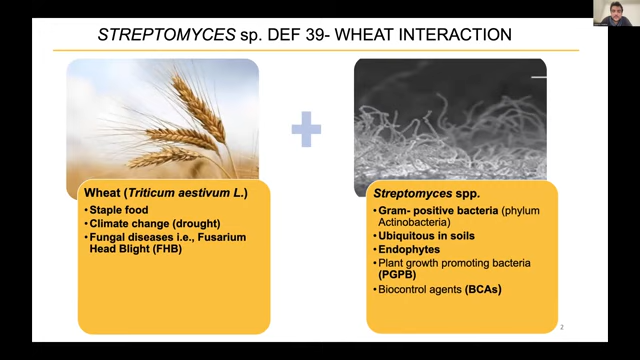 STREPTOMYCES sp. DEF 39- WHEAT INTERACTION
Wheat (Triticum aestivum L.)
•Staple food
•Climate change (drought)
•Fungal diseases i.e., Fusarium
Head Blight (FHB)
Streptomyces spp.
•Gram- positive bacteria (phylum
Actinobacteria)
•Ubiquitous in soils
•Endophytes
•Plant growth promoting bacteria
(PGPB)
•Biocontrol agents (BCAs)
2